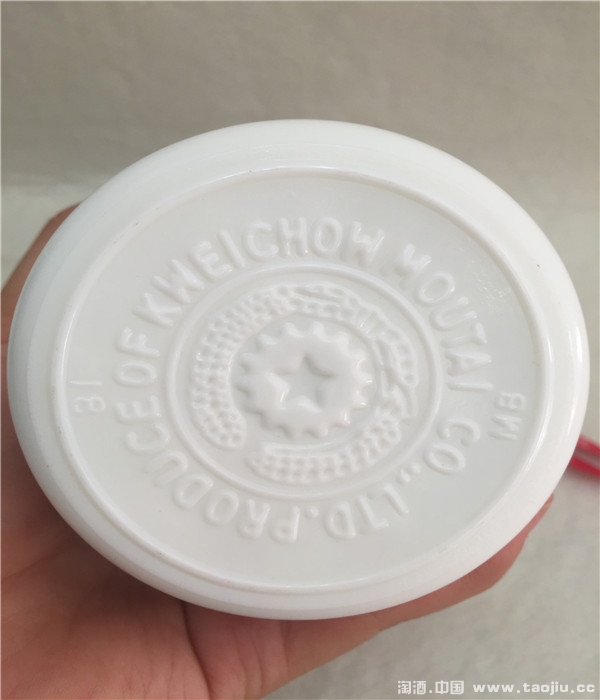 PRODUCE OF KWEICHOW MOUTAI CO., LTD.
18
MB
淘酒.中国 www.taojiu.cc